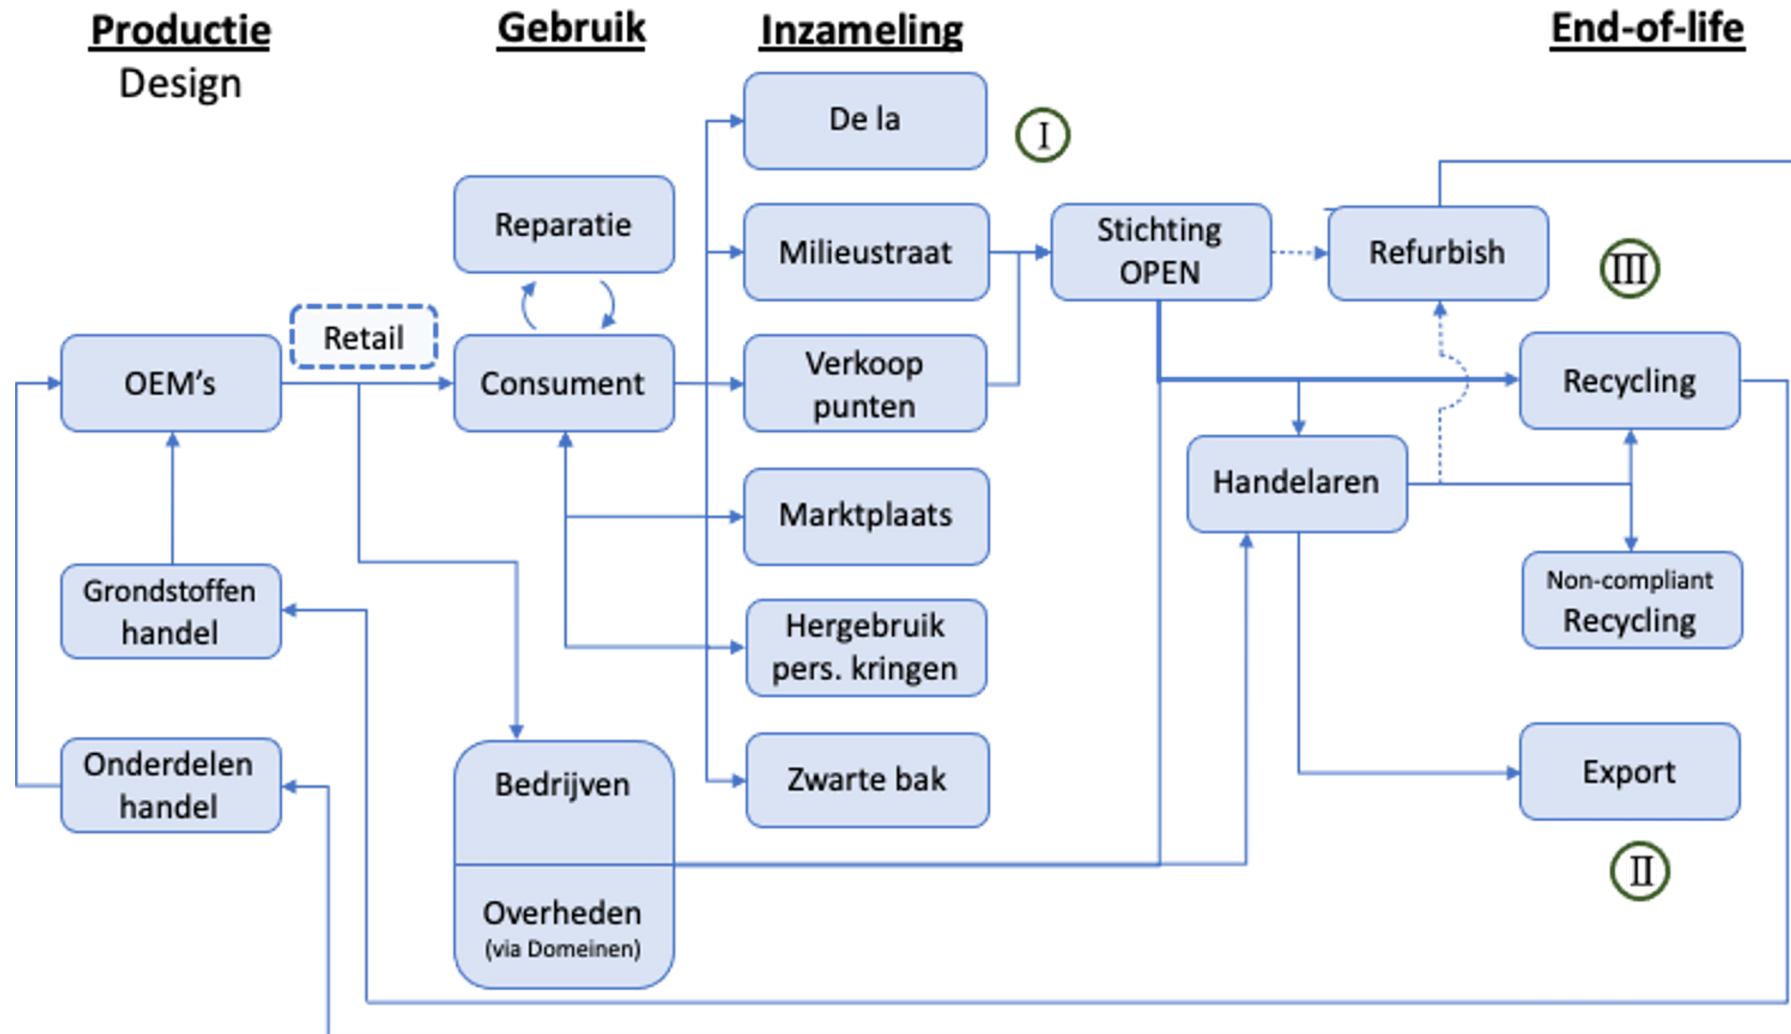 Productie
Design
Gebruik
Inzameling
End-of-life
De la
I
Reparatie
Milieustraat
Stichting
OPEN
Refurbish
III
Retail
OEM's
Consument
Verkoop
punten
Recycling
Marktplaats
Handelaren
Grondstoffen
handel
Hergebruik
pers. kringen
Non-compliant
Recycling
Onderdelen
handel
Bedrijven
Zwarte bak
Export
II
Overheden
(via Domeinen)